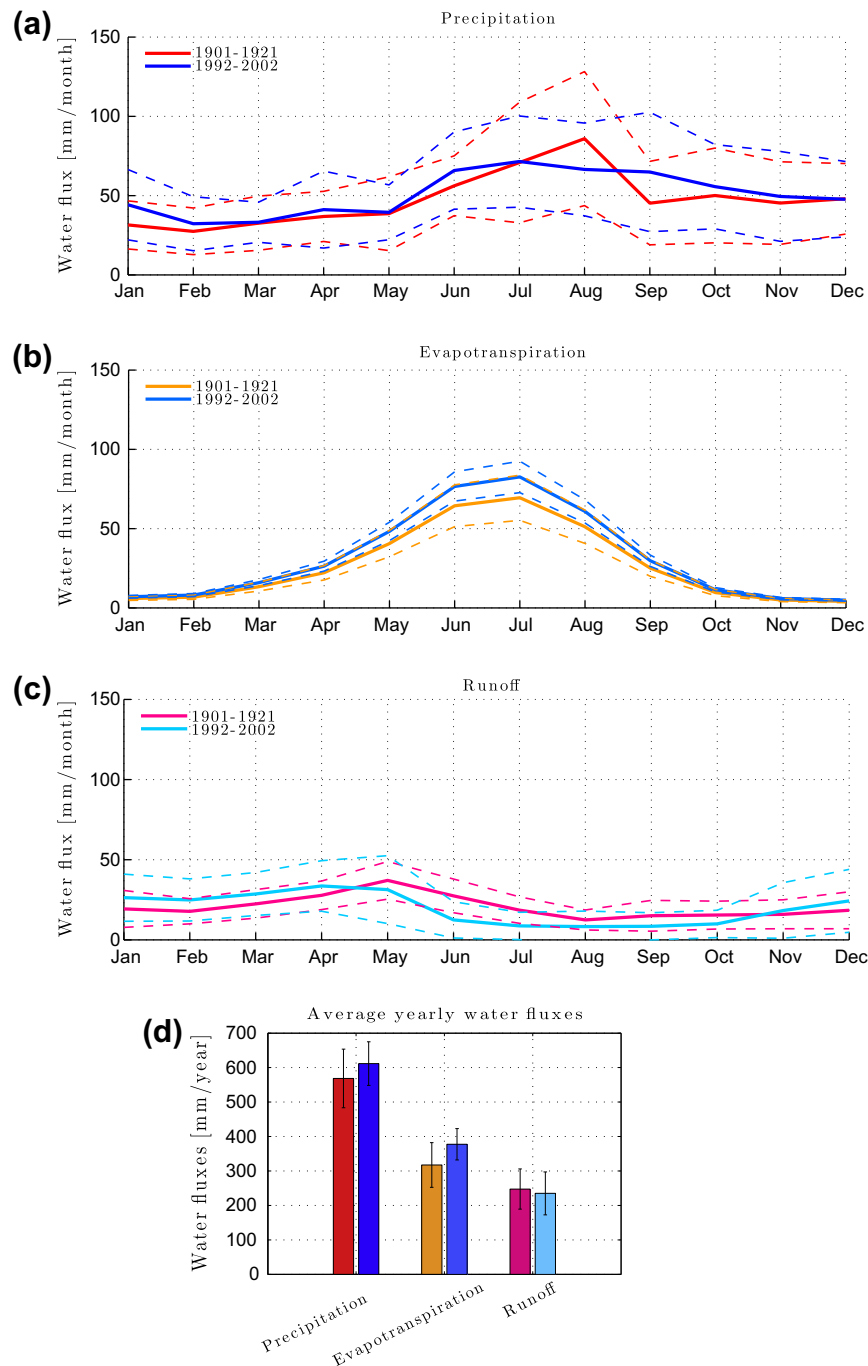 (a)
Precipitation
Water flux [mm/month]
150
100
50
0
1901-1921
1992-2002
Jan Feb Mar Apr May Jun Jul Aug Sep Oct Nov Dec
(b)
Evapotranspiration
Water flux [mm/month]
150
100
50
0
1901-1921
1992-2002
Jan Feb Mar Apr May Jun Jul Aug Sep Oct Nov Dec
(c)
Runoff
Water flux [mm/month]
150
100
50
0
1901-1921
1992-2002
Jan Feb Mar Apr May Jun Jul Aug Sep Oct Nov Dec
(d)
Average yearly water fluxes
Water fluxes [mm/year]
700
600
500
400
300
200
100
0
Precipitation
Evapotranspiration
Runoff